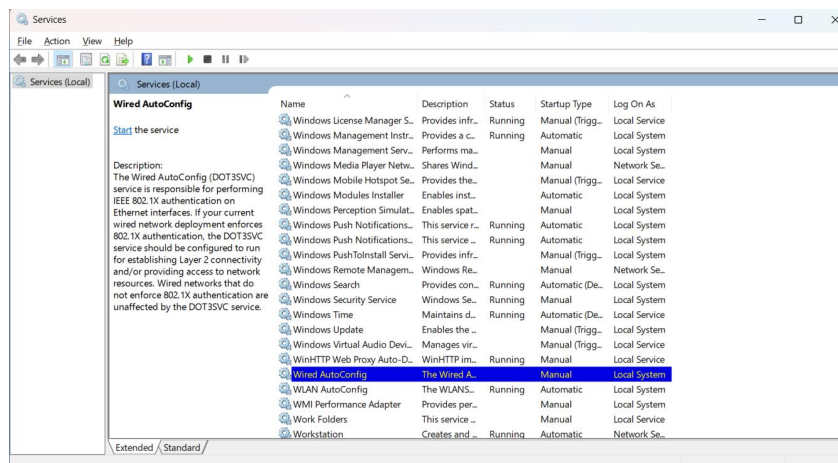 Services
File Action View Help
Services (Local)
Services (Local)
Wired AutoConfig
Start the service
Description:
The Wired AutoConfig (DOT3SVC)
service is responsible for performing
IEEE 802.1X authentication on
Ethernet interfaces. If your current
wired network deployment enforces
802.1X authentication, the DOT3SVC
service should be configured to run
for establishing Layer 2 connectivity
and/or providing access to network
resources. Wired networks that do
not enforce 802.1X authentication are
unaffected by the DOT3SVC service.
Name Description Status Startup Type Log On As
Windows License Manager S... Provides infr... Running Manual (Trigg... Local Service
Windows Management Instr... Provides a c... Running Automatic Local System
Windows Management Serv... Performs ma... Manual Local System
Windows Media Player Netw... Shares Wind... Manual Network Se...
Windows Mobile Hotspot Se... Provides the... Manual (Trigg... Local Service
Windows Modules Installer Enables inst... Automatic Local System
Windows Perception Simulat... Enables spat... Manual Local System
Windows Push Notifications... This service r... Running Automatic Local System
Windows Push Notifications... This service ... Running Automatic Local System
Windows PushToInstall Servi... Provides infr... Manual (Trigg... Local System
Windows Remote Managem... Windows Re... Manual Network Se...
Windows Search Provides con... Running Automatic (De... Local System
Windows Security Service Windows Se... Running Manual Local System
Windows Time Maintains d... Running Automatic (De... Local Service
Windows Update Enables the ... Manual (Trigg... Local System
Windows Virtual Audio Devi... Manages vir... Manual (Trigg... Local Service
WinHTTP Web Proxy Auto-D... WinHTTP im... Running Manual Local Service
Wired AutoConfig The Wired A... Manual Local System
WLAN AutoConfig The WLANS... Running Automatic Local System
WMI Performance Adapter Provides per... Manual Local System
Work Folders This service ... Manual Local Service
Workstation Creates and ... Running Automatic Network Se...
Extended Standard